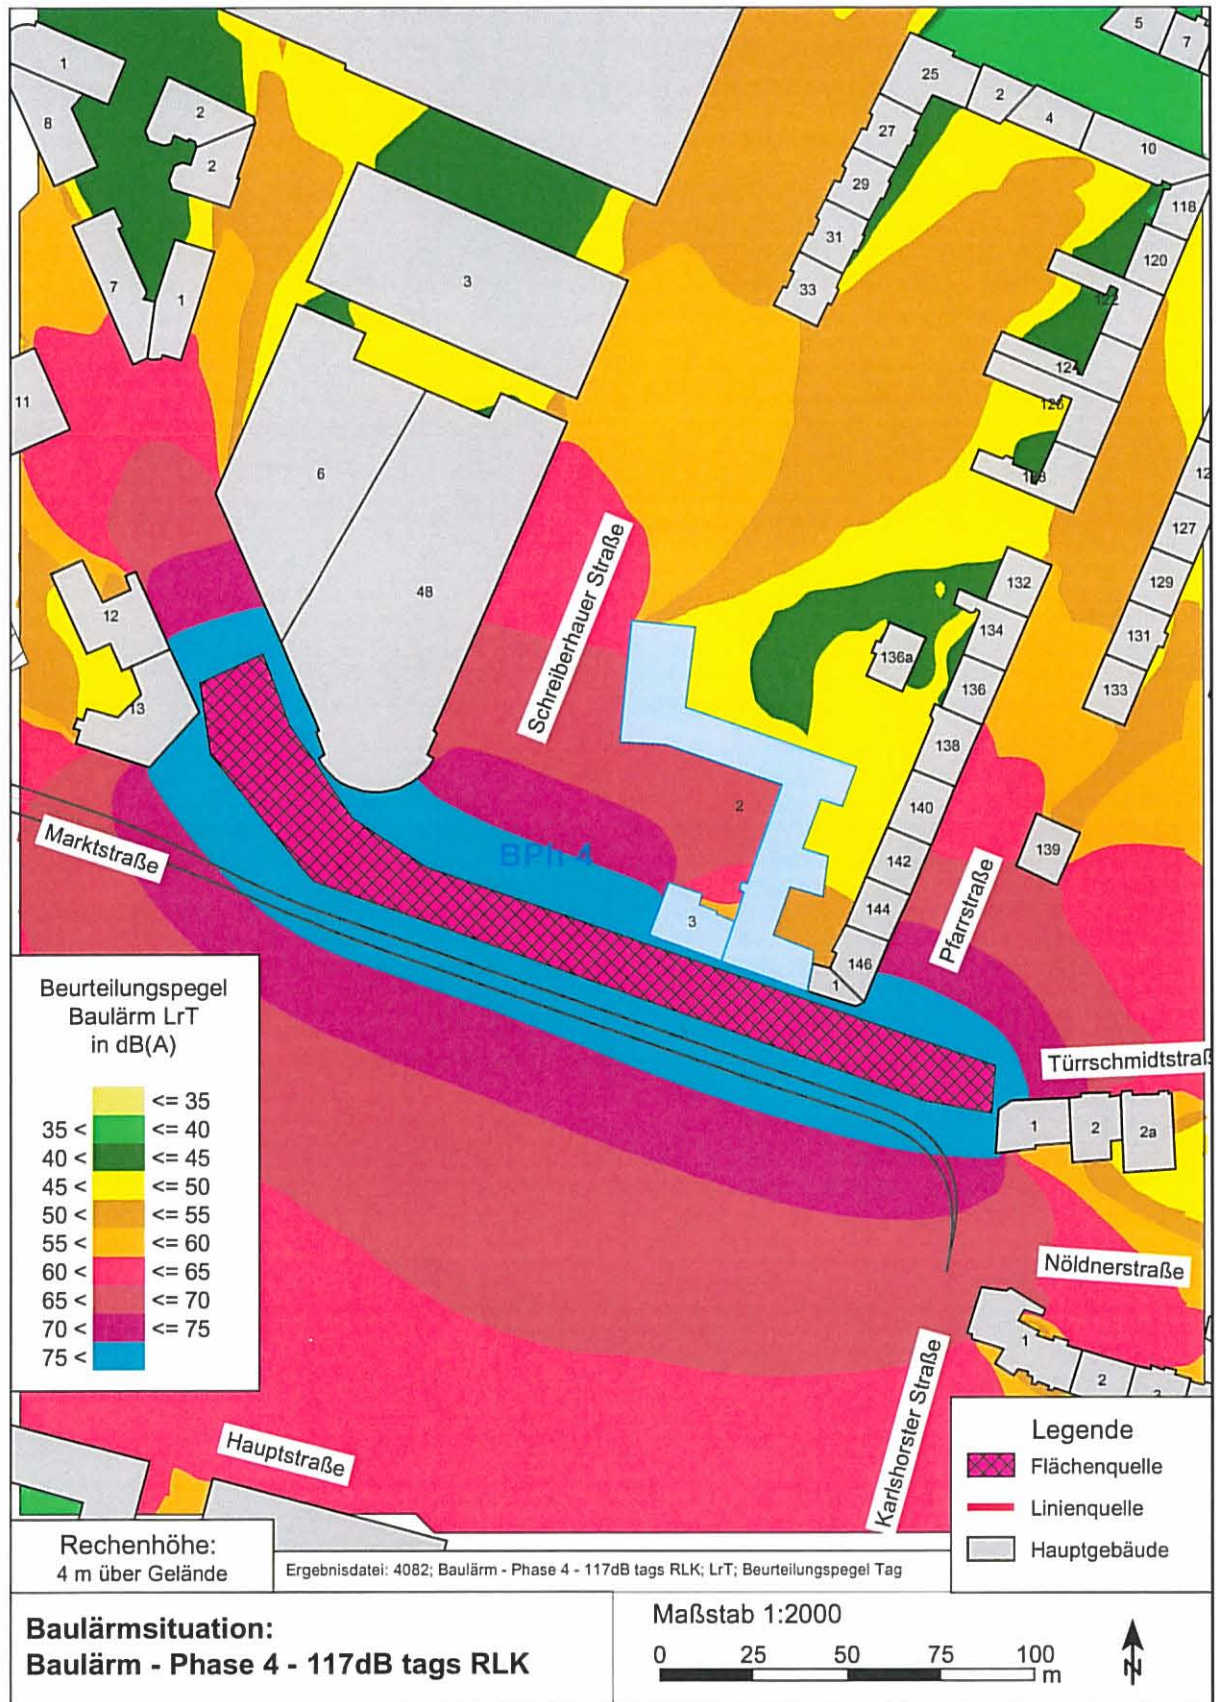 5
7
1
8
2
2
25
2
4
10
27
29
31
33
118
120
122
124
126
128
3
7
1
11
6
48
12
13
Schreiberhauer Straße
132
134
136a
136
138
140
142
144
146
1
127
129
131
133
139
2
3
BPh 4
Marktstraße
Pfarrstraße
Türrschmidtstraß
1
2
2a
Nöldnerstraße
1
2
Karlshorster Straße
Hauptstraße
Beurteilungspegel
Baulärm LrT
in dB(A)
<= 35
35 < <= 40
40 < <= 45
45 < <= 50
50 < <= 55
55 < <= 60
60 < <= 65
65 < <= 70
70 < <= 75
75 <
Legende
Flächenquelle
Linienquelle
Hauptgebäude
Rechenhöhe:
4 m über Gelände
Ergebnisdatei: 4082; Baulärm - Phase 4 - 117dB tags RLK; LrT; Beurteilungspegel Tag
Baulärmsituation:
Baulärm - Phase 4 - 117dB tags RLK
Maßstab 1:2000
0 25 50 75 100
m
N